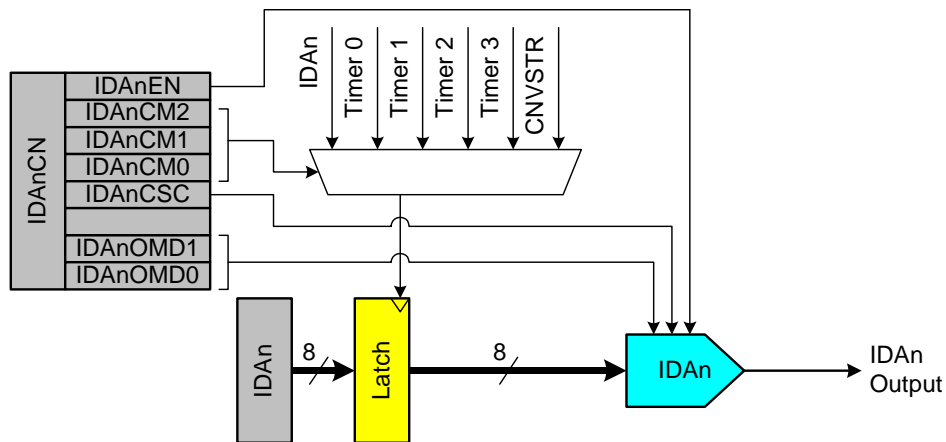 IDAnCN
IDAnEN
IDAnCM2
IDAnCM1
IDAnCM0
IDAnCSC
IDAnOMD1
IDAnOMD0
IDAn
Timer 0
Timer 1
Timer 2
Timer 3
CNVSTR
IDAn
8
Latch
8
IDAn
IDAn
Output